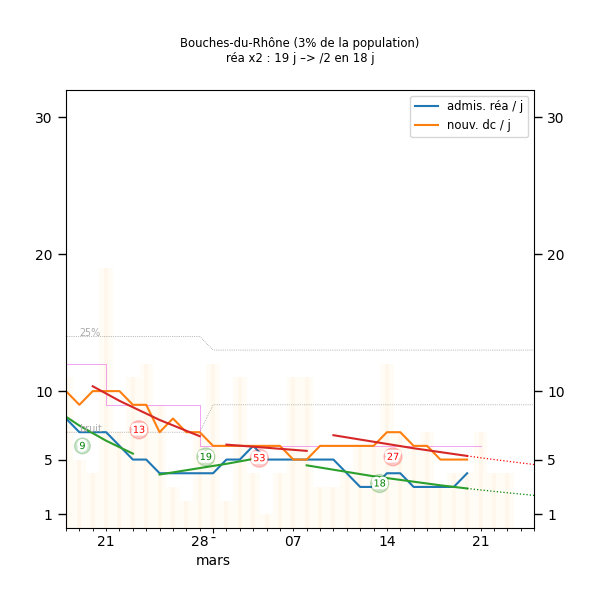 Bouches-du-Rhône (3% de la population)
réa x2 : 19 j –> /2 en 18 j
admis. réa / j
nouv. dc / j
30 30
20 20
25%
10 10
bruit
13
9
19
53
27
5 5
18
1 1
21 28 07 14 21
mars